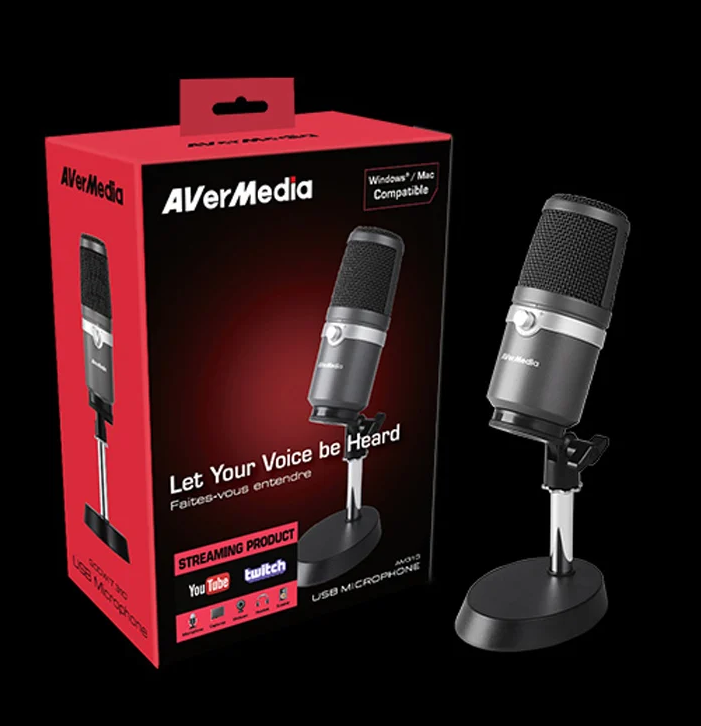 AVerMedia
AVerMedia
AVerMedia
Windows® / Mac
Compatible
AVerMedia
AVerMedia
Let Your Voice be Heard
Faites-vous entendre
STREAMING PRODUCT
YouTube
twitch
AM310
USB MICROPHONE
USB Microphone